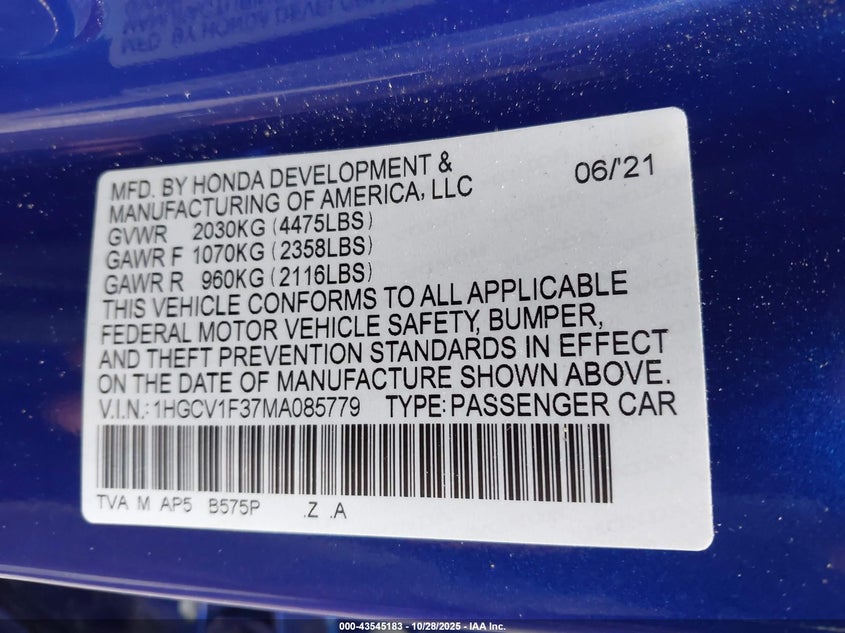 MFD. BY HONDA DEVELOPMENT &
MANUFACTURING OF AMERICA, LLC
06/'21
GVWR 2030KG (4475LBS)
GAWR F 1070KG (2358LBS)
GAWR R 960KG (2116LBS)
THIS VEHICLE CONFORMS TO ALL APPLICABLE
FEDERAL MOTOR VEHICLE SAFETY, BUMPER,
AND THEFT PREVENTION STANDARDS IN EFFECT
ON THE DATE OF MANUFACTURE SHOWN ABOVE.
V.I.N.: 1HGCV1F37MA085779 TYPE: PASSENGER CAR
TVA M AP5 B575P .Z .A
000-43545183 - 10/28/2025 - IAA Inc.